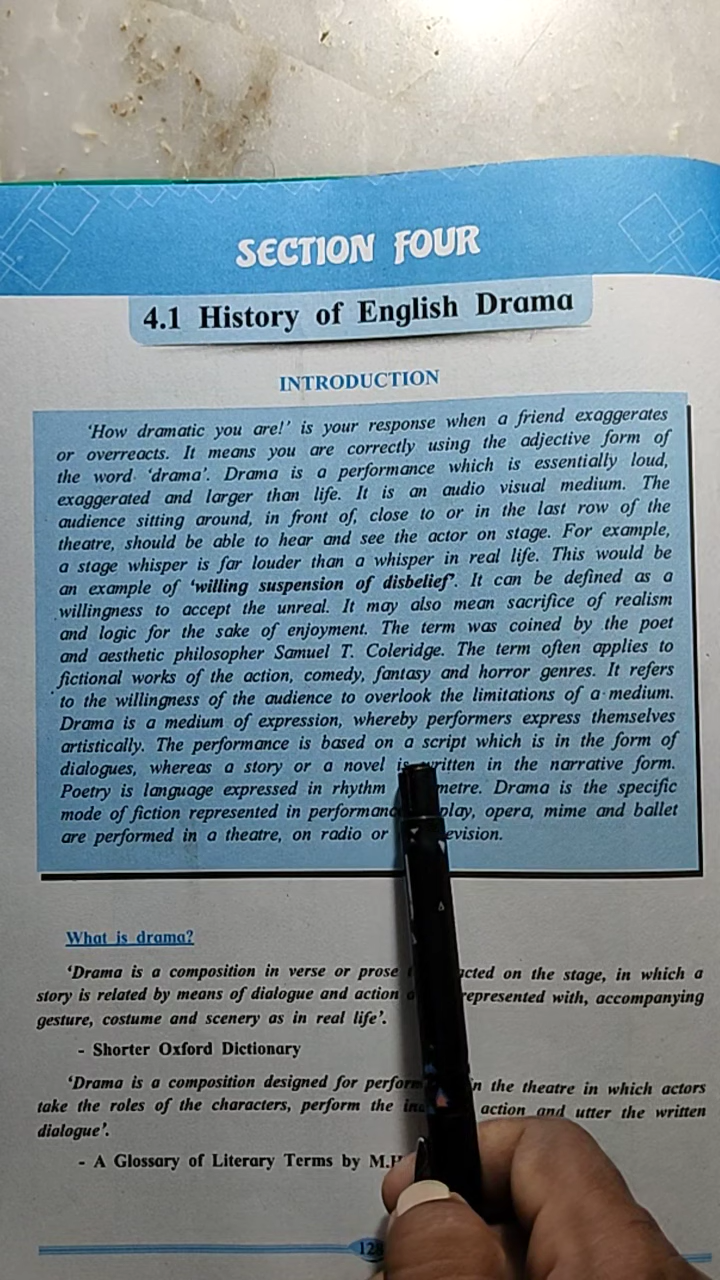 SECTION FOUR
4.1 History of English Drama
INTRODUCTION
'How dramatic you are!' is your response when a friend exaggerates
or overreacts. It means you are correctly using the adjective form of
the word 'drama'. Drama is a performance which is essentially loud,
exaggerated and larger than life. It is an audio visual medium. The
audience sitting around, in front of, close to or in the last row of the
theatre, should be able to hear and see the actor on stage. For example,
a stage whisper is far louder than a whisper in real life. This would be
an example of 'willing suspension of disbelief'. It can be defined as a
willingness to accept the unreal. It may also mean sacrifice of realism
and logic for the sake of enjoyment. The term was coined by the poet
and aesthetic philosopher Samuel T. Coleridge. The term often applies to
fictional works of the action, comedy, fantasy and horror genres. It refers
to the willingness of the audience to overlook the limitations of a medium.
Drama is a medium of expression, whereby performers express themselves
artistically. The performance is based on a script which is in the form of
dialogues, whereas a story or a novel is written in the narrative form.
Poetry is language expressed in rhythm metre. Drama is the specific
mode of fiction represented in play, opera, mime and ballet
are performed in a theatre, on radio or
What is drama?
'Drama is a composition in verse or prose acted on the stage, in which a
story is related by means of dialogue and action represented with, accompanying
gesture, costume and scenery as in real life'.
- Shorter Oxford Dictionary
'Drama is a composition designed for in the theatre in which actors
take the roles of the characters, perform the action and utter the written
dialogue'.
- A Glossary of Literary Terms by M.H